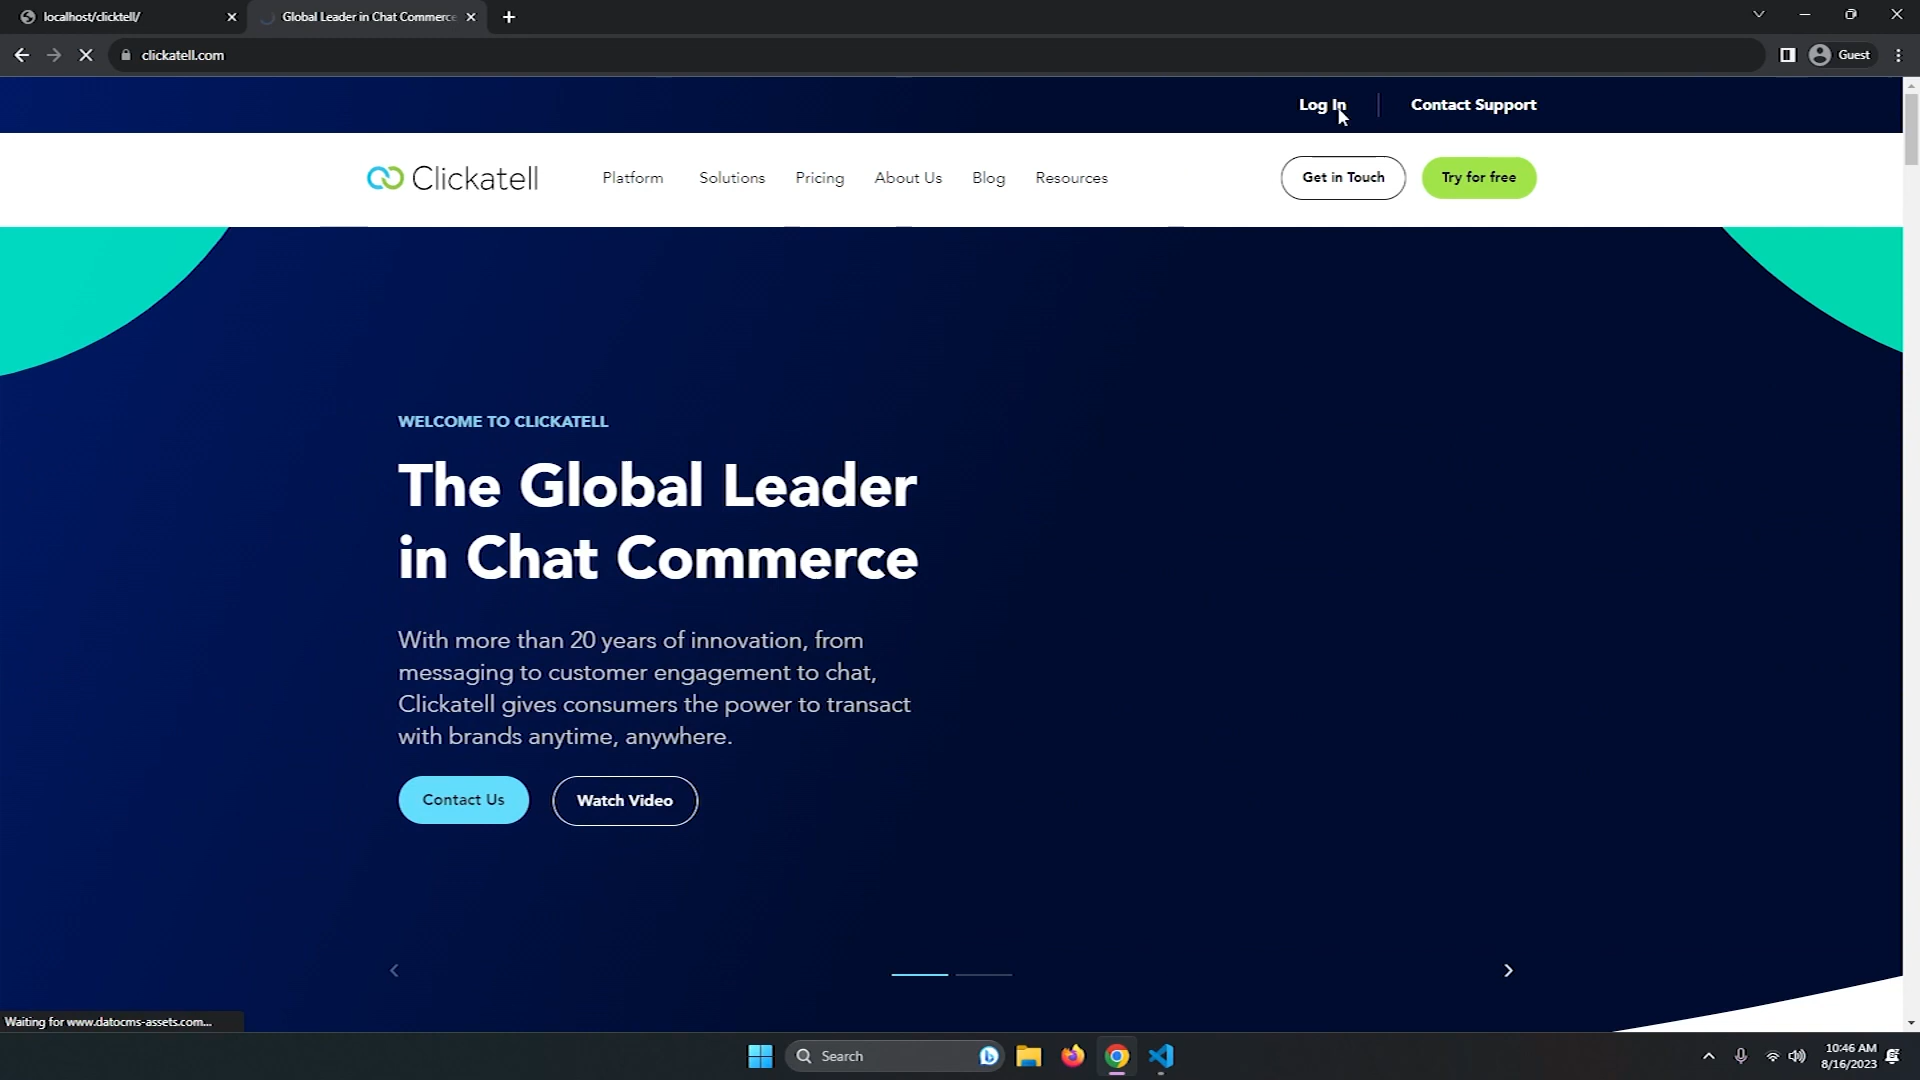 localhost/clicktell/
Global Leader in Chat Commerce
clickatell.com
Guest
Log In
Contact Support
Clickatell
Platform
Solutions
Pricing
About Us
Blog
Resources
Get in Touch
Try for free
WELCOME TO CLICKATELL
The Global Leader
in Chat Commerce
With more than 20 years of innovation, from
messaging to customer engagement to chat,
Clickatell gives consumers the power to transact
with brands anytime, anywhere.
Contact Us
Watch Video
Waiting for www.datocms-assets.com...
Search
10:46 AM
8/16/2023